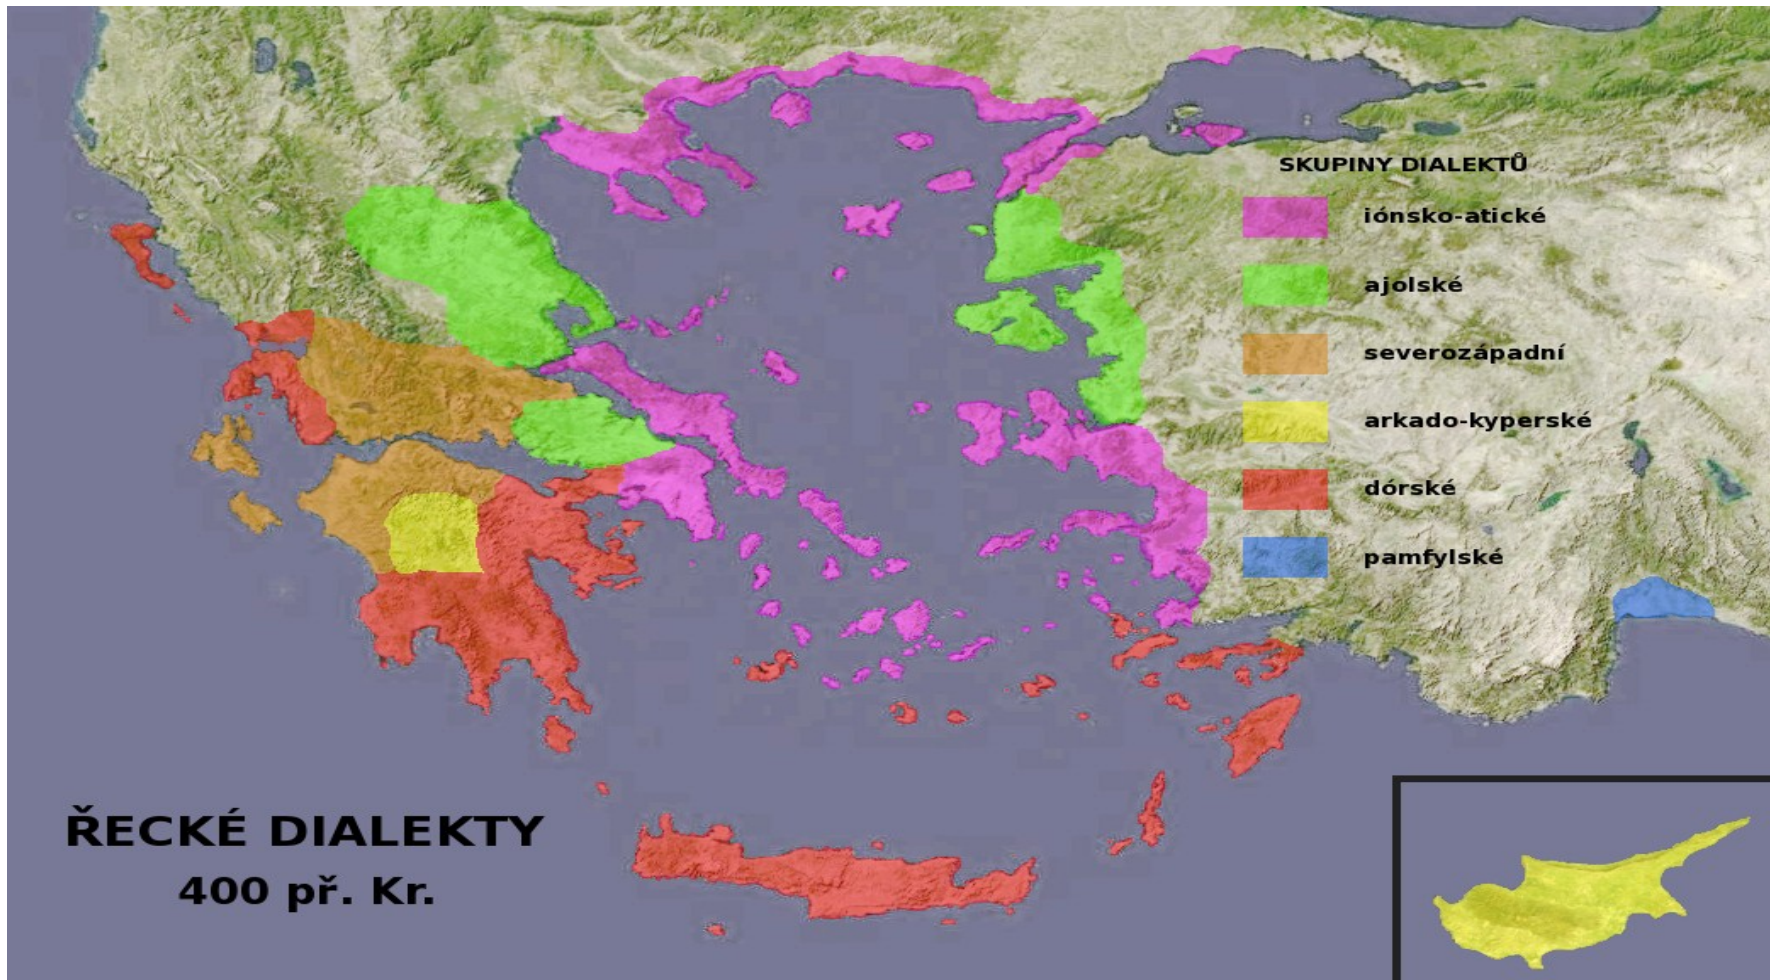 SKUPINY DIALEKTŮ
iónsko-atické
ajolské
severozápadní
arkado-kyperské
dórské
pamfylské
ŘECKÉ DIALEKTY
400 př. Kr.